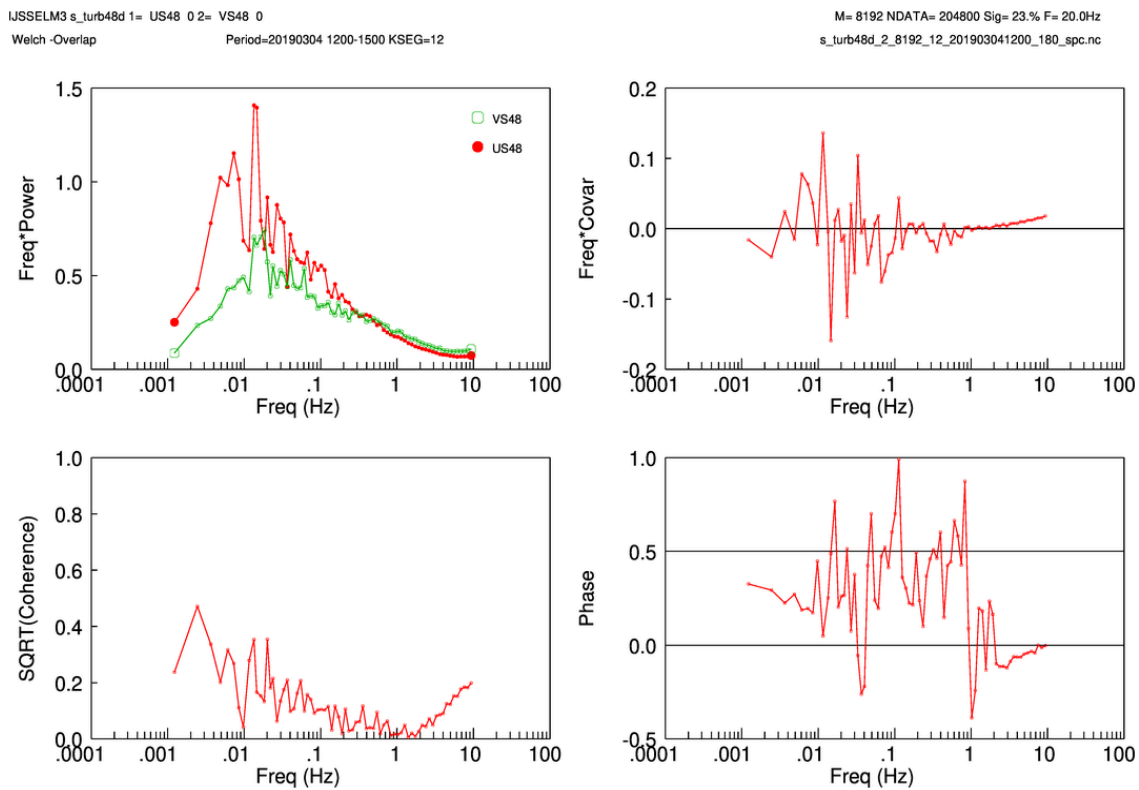 IJSSELM3 s_turb48d 1= US48 0 2= VS48 0
M= 8192 NDATA= 204800 Sig= 23.% F= 20.0Hz
Welch -Overlap Period=20190304 1200-1500 KSEG=12
s_turb48d_2_8192_12_201903041200_180_spc.nc
1.5
1.0
0.5
0.0
Freq*Power
VS48
US48
.0001 .001 .01 .1 1 10 100
Freq (Hz)
0.2
0.1
0.0
-0.1
-0.2
Freq*Covar
.0001 .001 .01 .1 1 10 100
Freq (Hz)
1.0
0.8
0.6
0.4
0.2
0.0
SQRT(Coherence)
.0001 .001 .01 .1 1 10 100
Freq (Hz)
1.0
0.5
0.0
-0.5
Phase
.0001 .001 .01 .1 1 10 100
Freq (Hz)